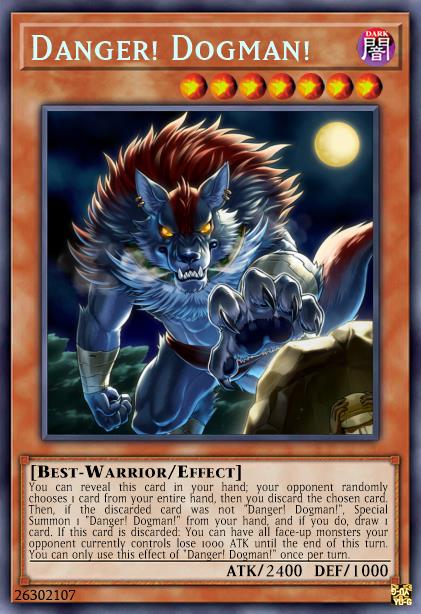 DANGER! DOGMAN!
DARK
闇
[BEST-WARRIOR/EFFECT]
You can reveal this card in your hand; your opponent randomly
chooses 1 card from your entire hand, then you discard the chosen card.
Then, if the discarded card was not "Danger! Dogman!", Special
Summon 1 "Danger! Dogman!" from your hand, and if you do, draw 1
card. If this card is discarded: You can have all face-up monsters your
opponent currently controls lose 1000 ATK until the end of this turn.
You can only use this effect of "Danger! Dogman!" once per turn.
ATK/2400 DEF/1000
26302107